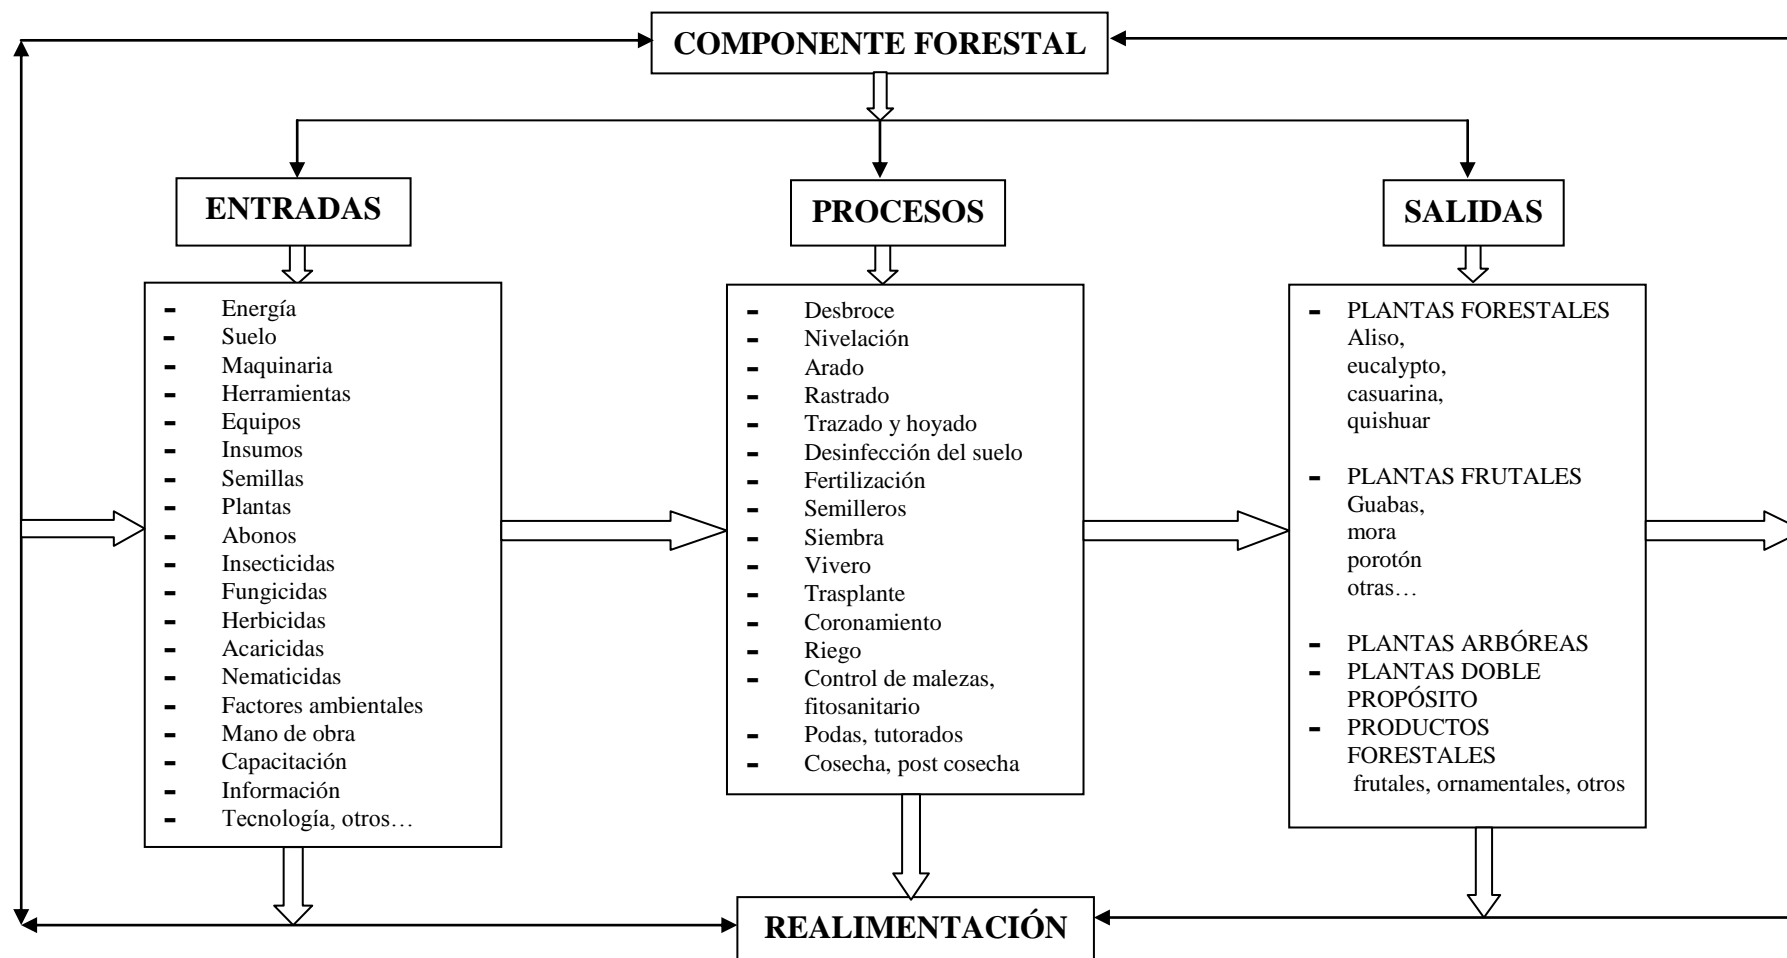 COMPONENTE FORESTAL
ENTRADAS
PROCESOS
SALIDAS
- Energía
- Suelo
- Maquinaria
- Herramientas
- Equipos
- Insumos
- Semillas
- Plantas
- Abonos
- Insecticidas
- Fungicidas
- Herbicidas
- Acaricidas
- Nematicidas
- Factores ambientales
- Mano de obra
- Capacitación
- Información
- Tecnología, otros…
- Desbroce
- Nivelación
- Arado
- Rastrado
- Trazado y hoyado
- Desinfección del suelo
- Fertilización
- Semilleros
- Siembra
- Vivero
- Trasplante
- Coronamiento
- Riego
- Control de malezas,
fitosanitario
- Podas, tutorados
- Cosecha, post cosecha
- PLANTAS FORESTALES
Aliso,
eucalypto,
casuarina,
quishuar
- PLANTAS FRUTALES
Guabas,
mora
porotón
otras…
- PLANTAS ARBÓREAS
- PLANTAS DOBLE
PROPÓSITO
- PRODUCTOS
FORESTALES
frutales, ornamentales, otros
REALIMENTACIÓN